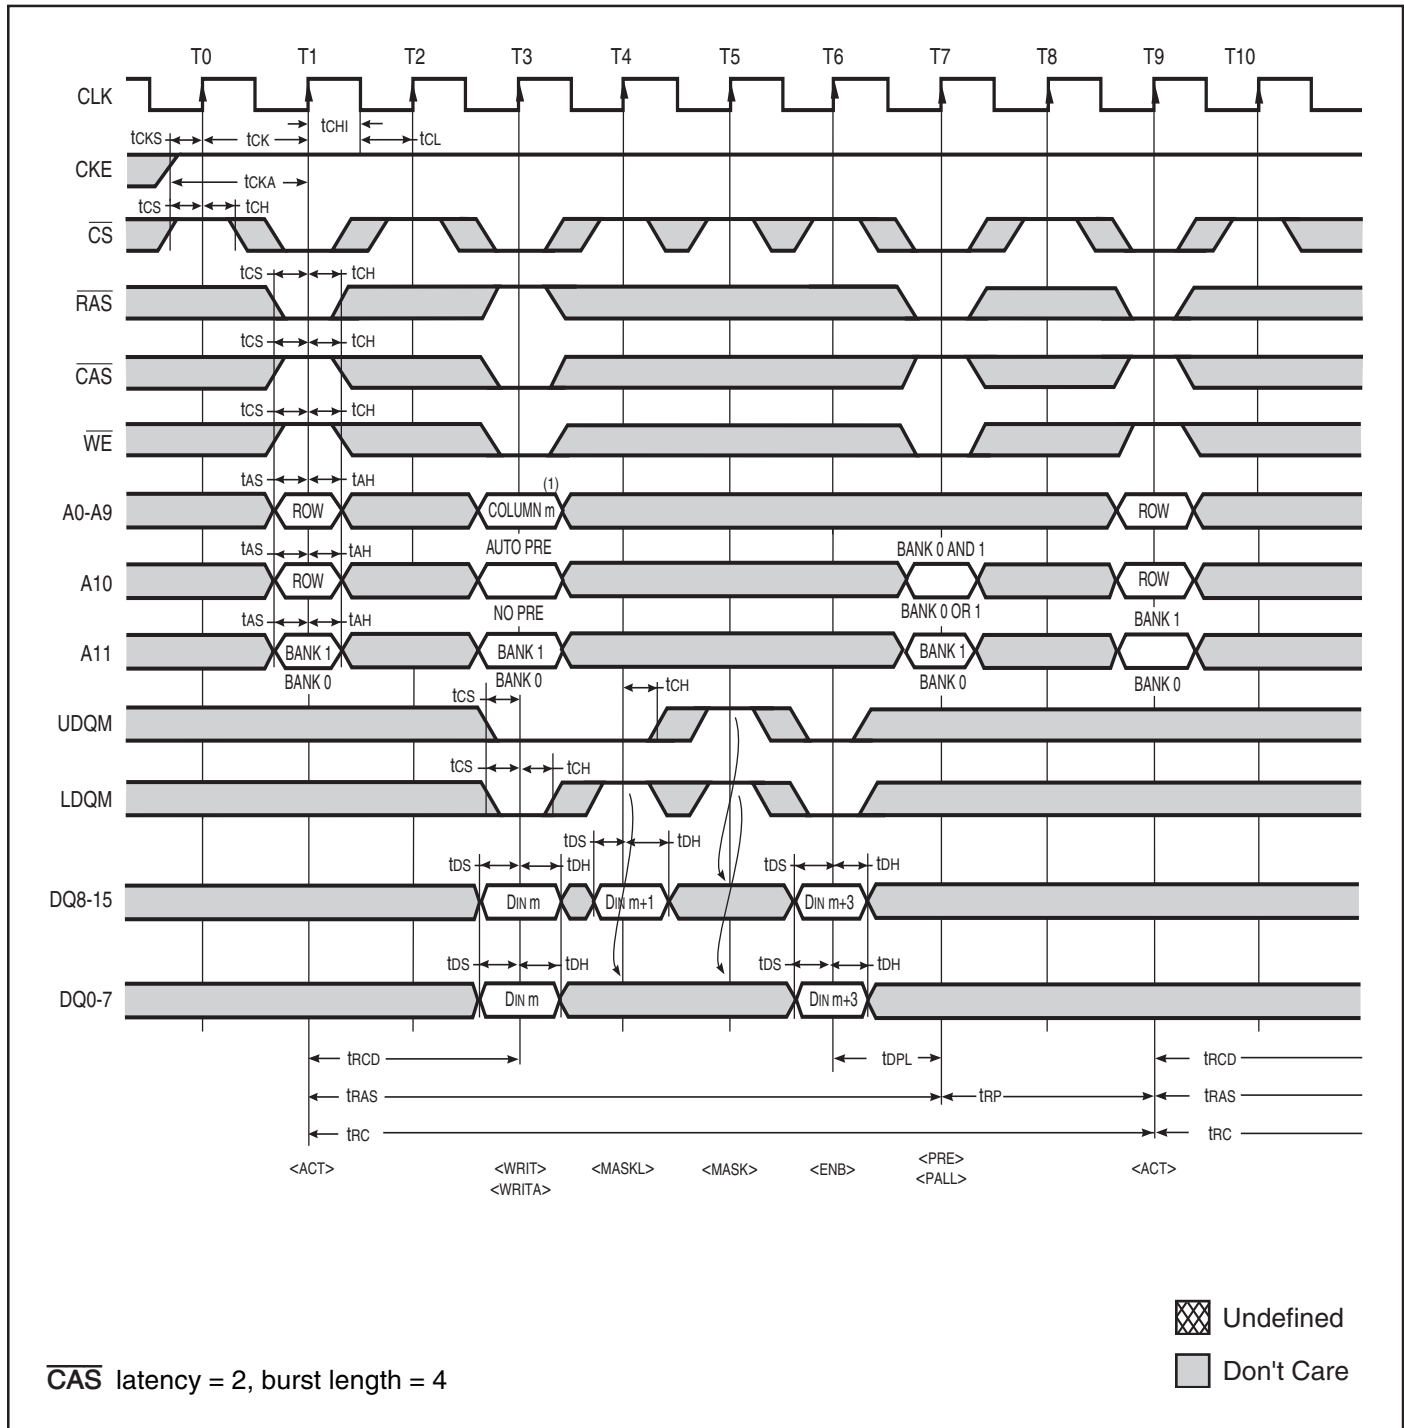 T0 T1 T2 T3 T4 T5 T6 T7 T8 T9 T10
CLK
tCHI
tCKS tCK tCL
CKE
tCKA
tCS tCH
CS
tCS tCH
RAS
tCS tCH
CAS
tCS tCH
WE
tAS tAH
(1)
A0-A9 ROW COLUMN m ROW
tAS tAH AUTO PRE BANK 0 AND 1
A10 ROW ROW
tAS tAH NO PRE BANK 0 OR 1 BANK 1
A11 BANK 1 BANK 1 BANK 1
BANK 0 BANK 0 BANK 0 BANK 0
tCS tCH
UDQM
tCS tCH
LDQM
tDS tDH
tDS tDH tDS tDH
DQ8-15 DIN m DIN m+1 DIN m+3
tDS tDH tDS tDH
DQ0-7 DIN m DIN m+3
tRCD tDPL tRCD
tRAS tRP tRAS
tRC tRC
<ACT> <WRIT> <MASKL> <MASK> <ENB> <PRE> <ACT>
<WRITA> <PALL>
Undefined
Don't Care
CAS latency = 2, burst length = 4